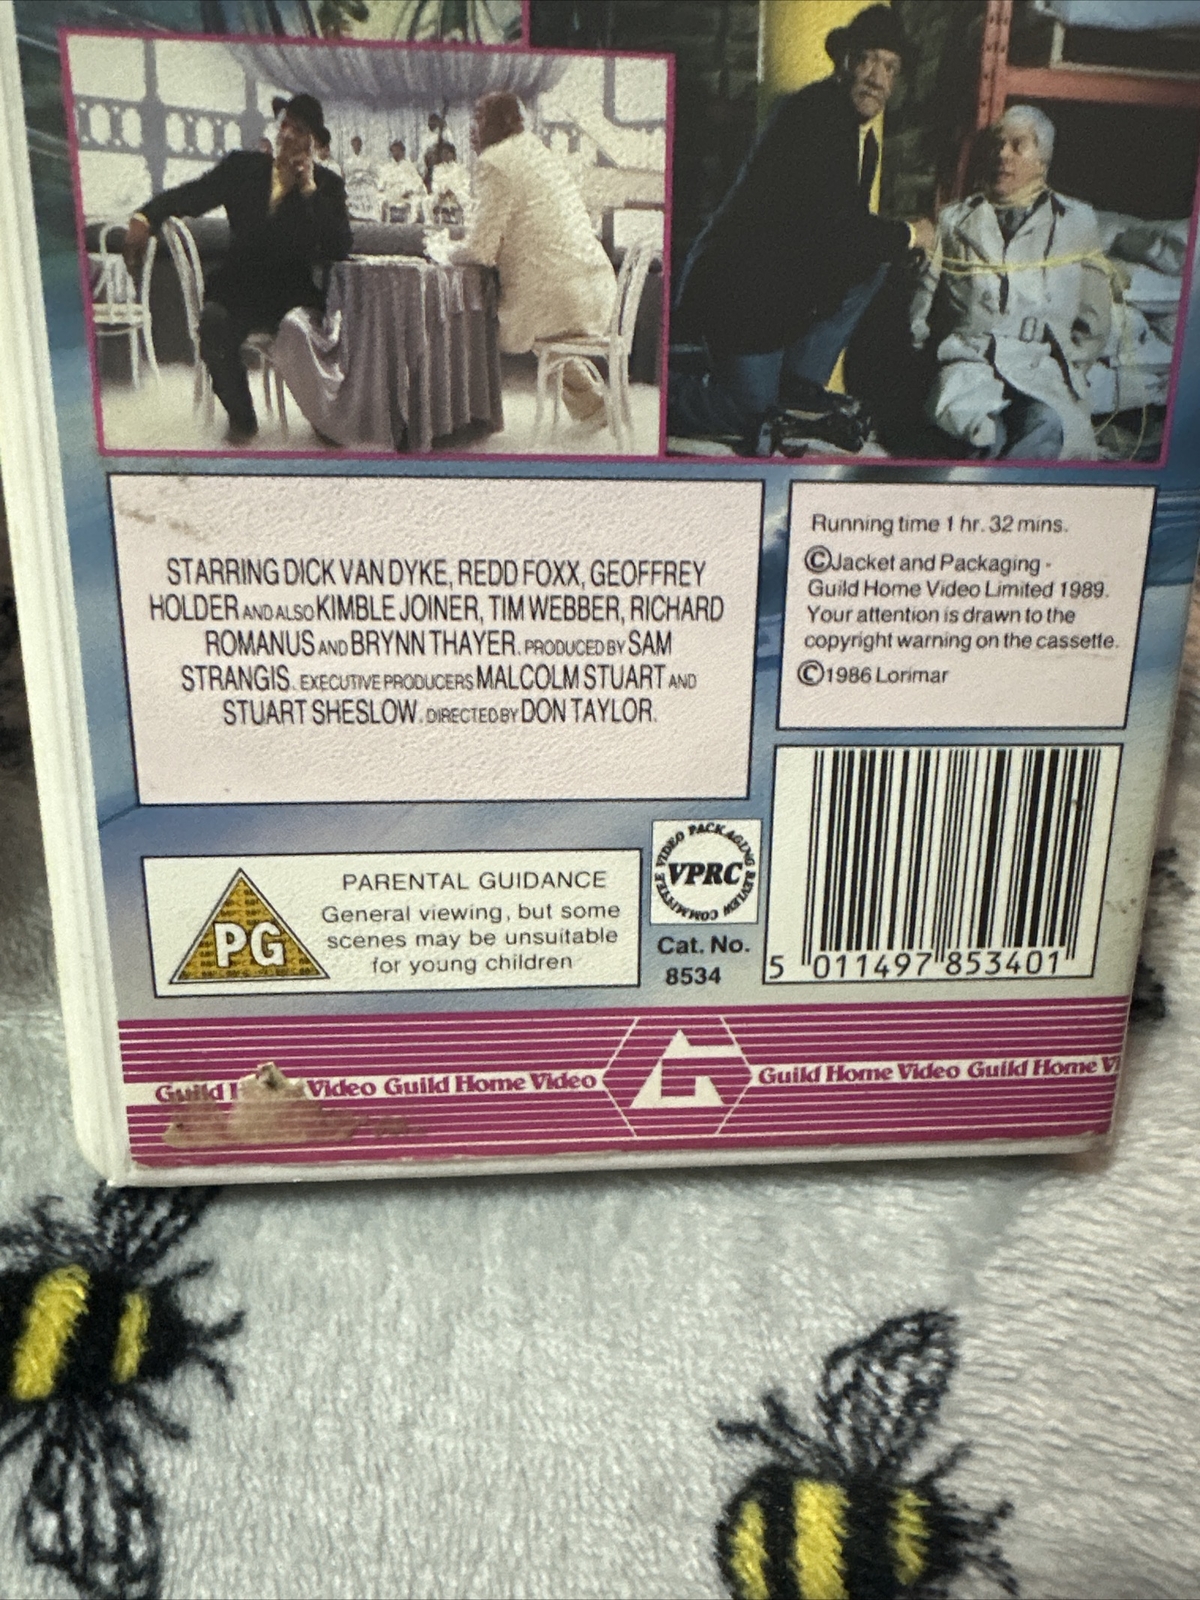 STARRING DICK VAN DYKE, REDD FOXX, GEOFFREY
HOLDER AND ALSO KIMBLE JOINER, TIM WEBBER, RICHARD
ROMANUS AND BRYNN THAYER. PRODUCED BY SAM
STRANGIS. EXECUTIVE PRODUCERS MALCOLM STUART AND
STUART SHESLOW. DIRECTED BY DON TAYLOR.
Running time 1 hr. 32 mins.
©Jacket and Packaging -
Guild Home Video Limited 1989.
Your attention is drawn to the
copyright warning on the cassette.
©1986 Lorimar
PG
PARENTAL GUIDANCE
General viewing, but some
scenes may be unsuitable
for young children
VIDEO PACKAGING REVIEW COMMITTEE
VPRC
Cat. No.
8534
5 011497 853401
Guild Video Guild Home Video
Guild Home Video Guild Home Vi